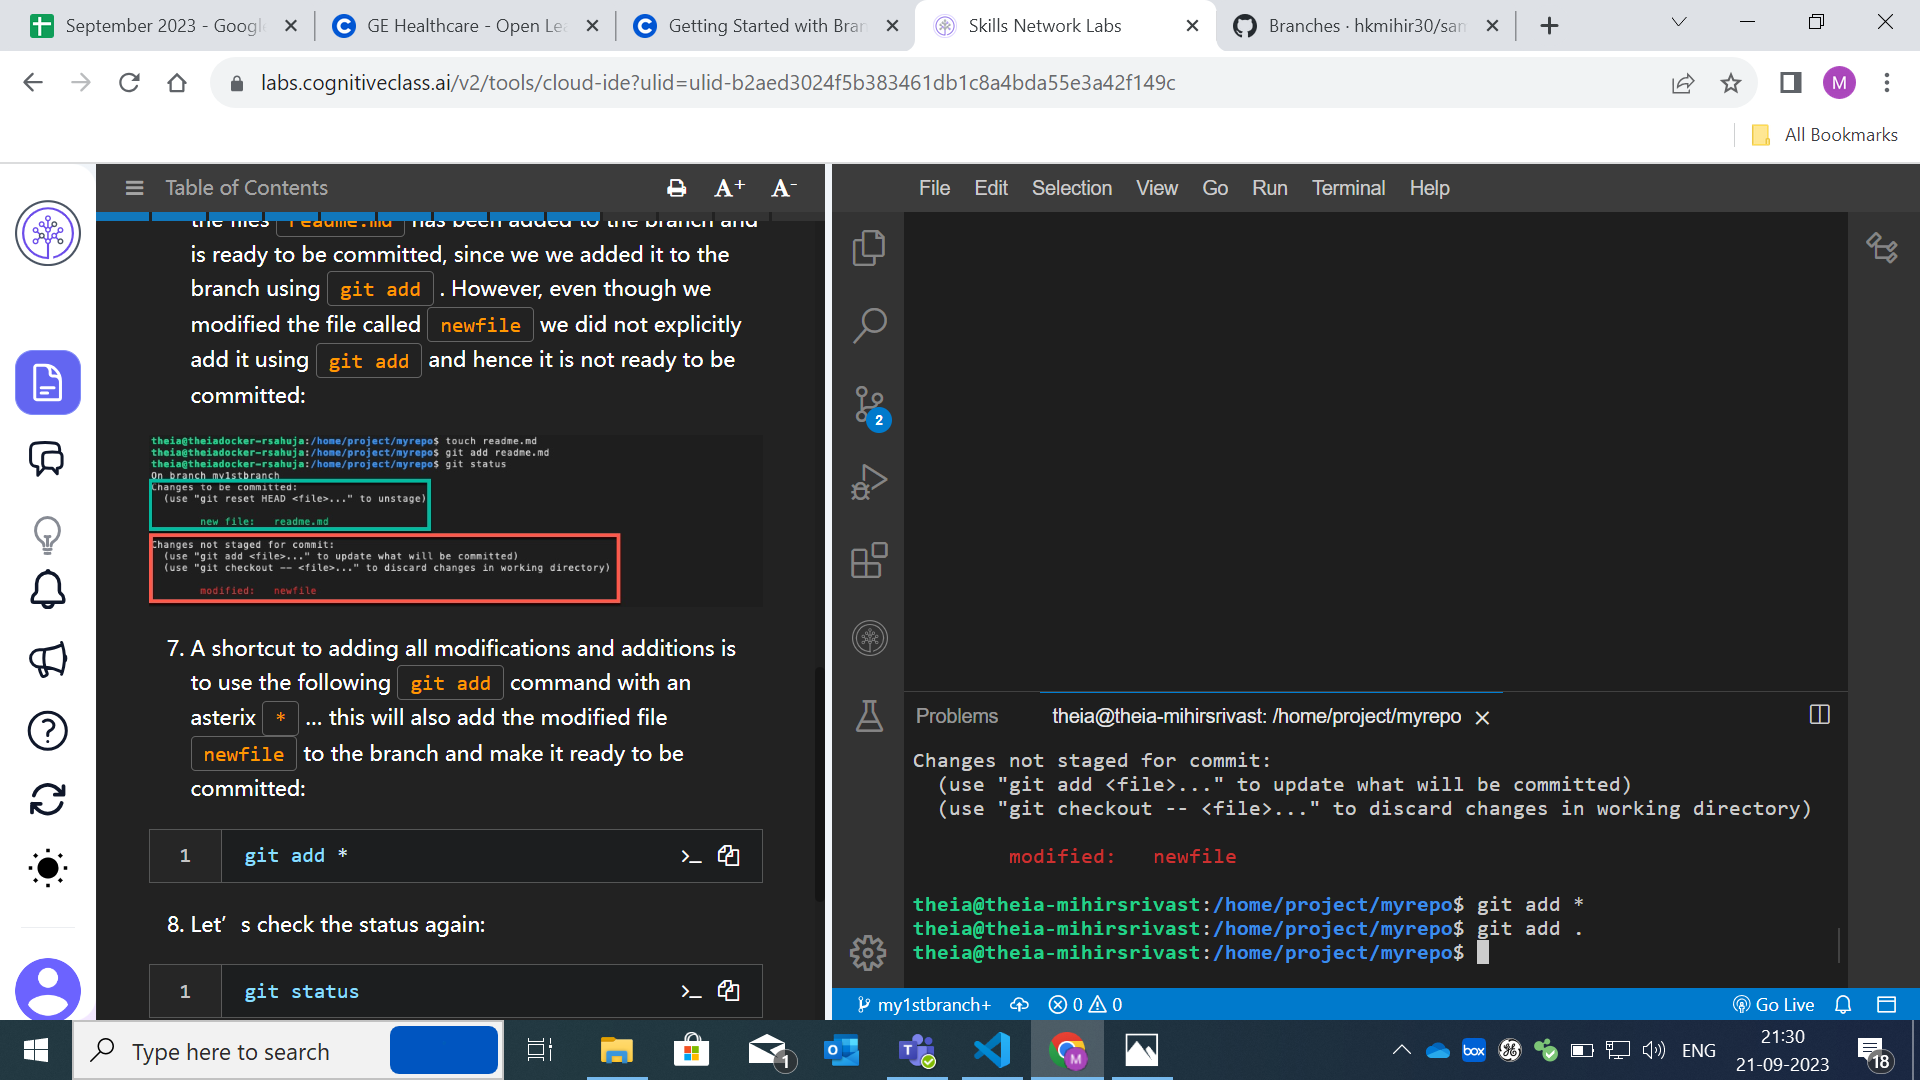 September 2023 - Google
GE Healthcare - Open Lea
Getting Started with Bran
Skills Network Labs
Branches · hkmihir30/sam
labs.cognitiveclass.ai/v2/tools/cloud-ide?ulid=ulid-b2aed3024f5b383461db1c8a4bda55e3a42f149c
M
All Bookmarks
Table of Contents
A+ A-
the files readme.md has been added to the branch and
is ready to be committed, since we we added it to the
branch using git add . However, even though we
modified the file called newfile we did not explicitly
add it using git add and hence it is not ready to be
committed:
theia@theiadocker-rsahuja:/home/project/myrepo$ touch readme.md
theia@theiadocker-rsahuja:/home/project/myrepo$ git add readme.md
theia@theiadocker-rsahuja:/home/project/myrepo$ git status
On branch my1stbranch
Changes to be committed:
(use "git reset HEAD <file>..." to unstage)
new file: readme.md
Changes not staged for commit:
(use "git add <file>..." to update what will be committed)
(use "git checkout -- <file>..." to discard changes in working directory)
modified: newfile
7. A shortcut to adding all modifications and additions is
to use the following git add command with an
asterix * ... this will also add the modified file
newfile to the branch and make it ready to be
committed:
1 git add *
8. Let’ s check the status again:
1 git status
File Edit Selection View Go Run Terminal Help
2
Problems theia@theia-mihirsrivast: /home/project/myrepo
Changes not staged for commit:
(use "git add <file>..." to update what will be committed)
(use "git checkout -- <file>..." to discard changes in working directory)
modified: newfile
theia@theia-mihirsrivast:/home/project/myrepo$ git add *
theia@theia-mihirsrivast:/home/project/myrepo$ git add .
theia@theia-mihirsrivast:/home/project/myrepo$
my1stbranch+ 0 0 Go Live
Type here to search
1
M
box
ENG
21:30
21-09-2023
18